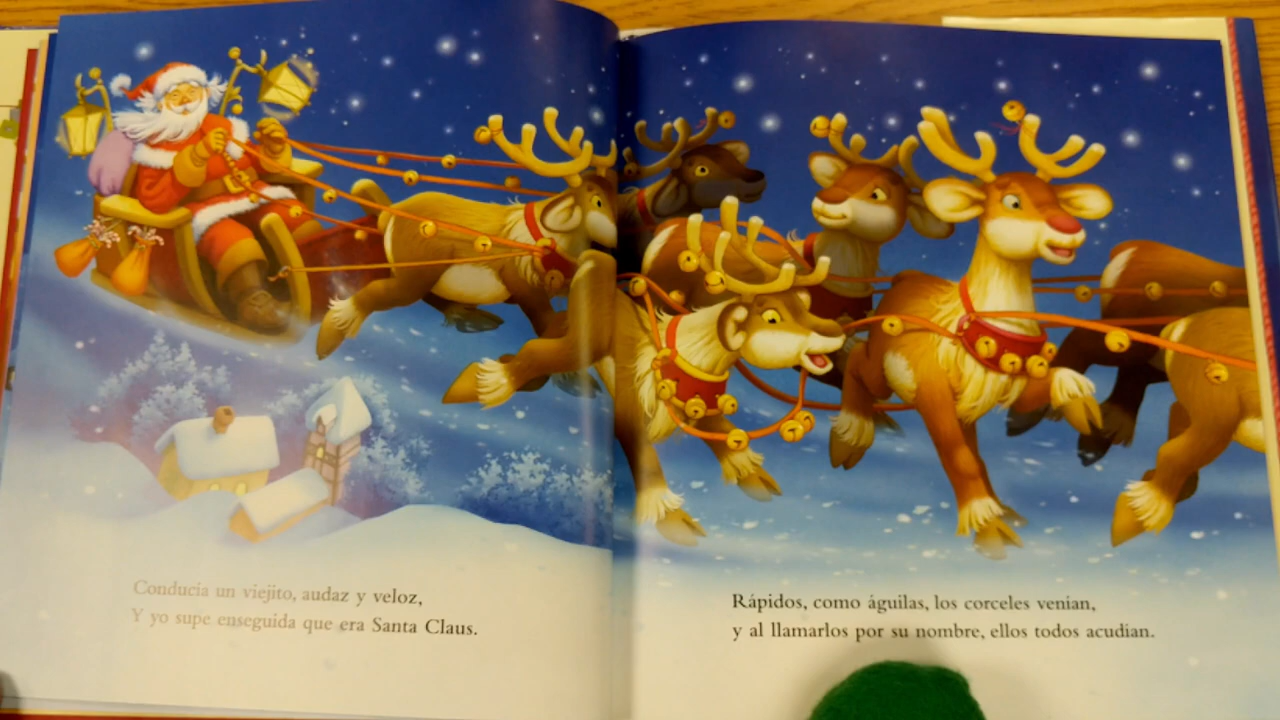 Conducía un viejito, audaz y veloz,
Y yo supe enseguida que era Santa Claus.
Rápidos, como águilas, los corceles venían,
y al llamarlos por su nombre, ellos todos acudían.